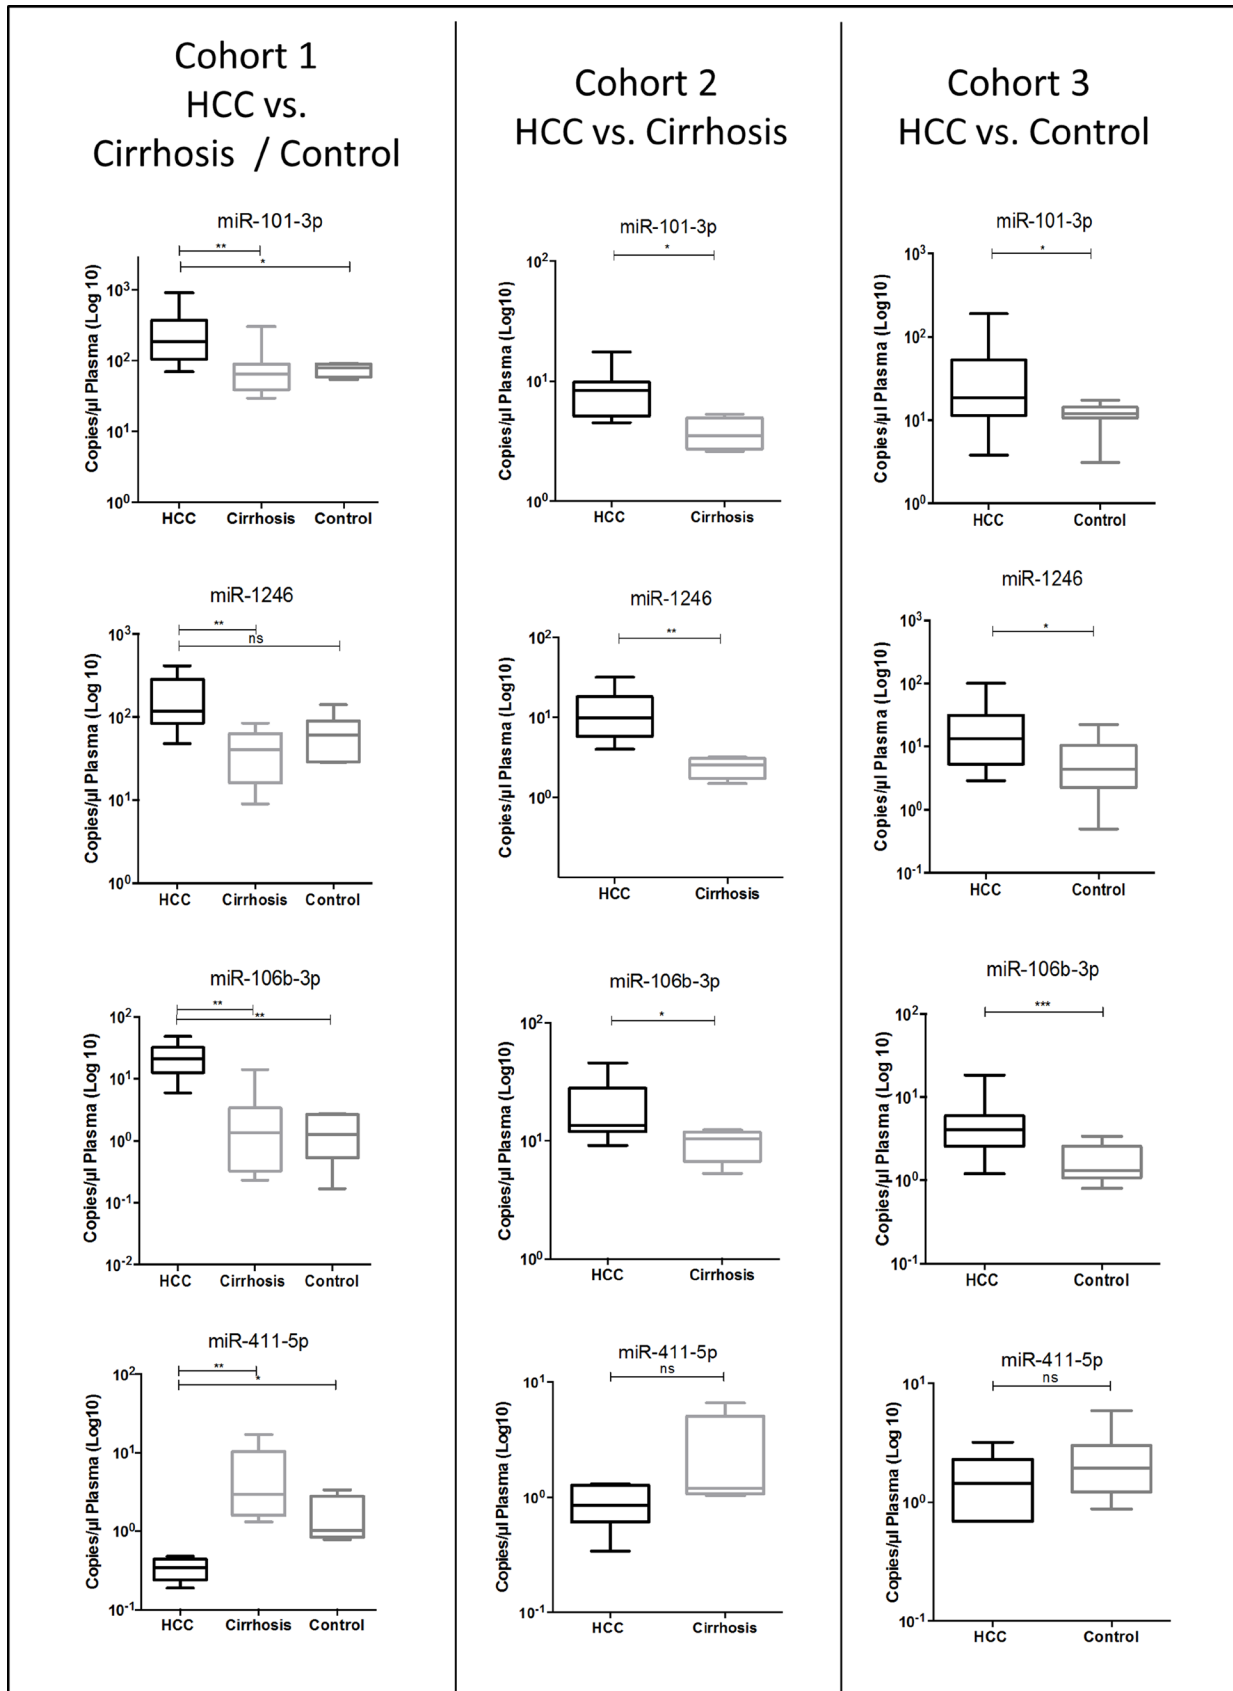 Cohort 1
HCC vs.
Cirrhosis / Control
miR-101-3p
**
*
Copies/µl Plasma (Log 10)
10³
10²
10¹
10⁰
HCC Cirrhosis Control
miR-1246
**
ns
Copies/µl Plasma (Log 10)
10³
10²
10¹
10⁰
HCC Cirrhosis Control
miR-106b-3p
**
**
Copies/µl Plasma (Log 10)
10²
10¹
10⁰
10⁻¹
10⁻²
HCC Cirrhosis Control
miR-411-5p
**
*
Copies/µl Plasma (Log10)
10²
10¹
10⁰
10⁻¹
HCC Cirrhosis Control
Cohort 2
HCC vs. Cirrhosis
miR-101-3p
*
Copies/µl Plasma (Log10)
10²
10¹
10⁰
HCC Cirrhosis
miR-1246
**
Copies/µl Plasma (Log10)
10²
10¹
10⁰
HCC Cirrhosis
miR-106b-3p
*
Copies/µl Plasma (Log10)
10²
10¹
10⁰
HCC Cirrhosis
miR-411-5p
ns
Copies/µl Plasma (Log10)
10¹
10⁰
10⁻¹
HCC Cirrhosis
Cohort 3
HCC vs. Control
miR-101-3p
*
Copies/µl Plasma (Log10)
10³
10²
10¹
10⁰
HCC Control
miR-1246
*
Copies/µl Plasma (Log10)
10³
10²
10¹
10⁰
10⁻¹
HCC Control
miR-106b-3p
***
Copies/µl Plasma (Log 10)
10²
10¹
10⁰
10⁻¹
HCC Control
miR-411-5p
ns
Copies/µl Plasma (Log 10)
10¹
10⁰
10⁻¹
HCC Control